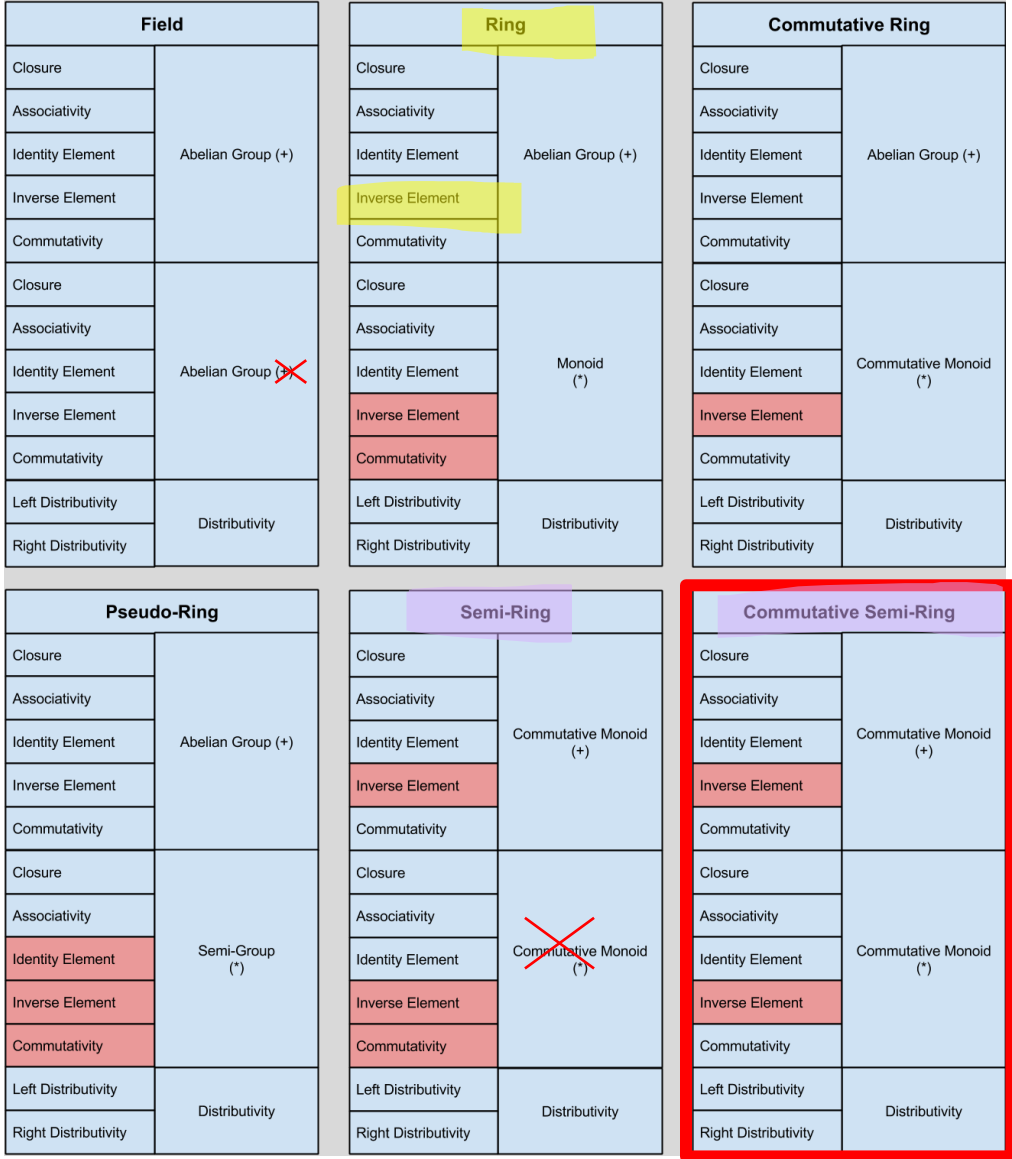 Field
Closure
Associativity
Identity Element
Inverse Element
Commutativity
Abelian Group (+)
Closure
Associativity
Identity Element
Inverse Element
Commutativity
Abelian Group (+)
Left Distributivity
Right Distributivity
Distributivity
Ring
Closure
Associativity
Identity Element
Inverse Element
Commutativity
Abelian Group (+)
Closure
Associativity
Identity Element
Inverse Element
Commutativity
Monoid
(*)
Left Distributivity
Right Distributivity
Distributivity
Commutative Ring
Closure
Associativity
Identity Element
Inverse Element
Commutativity
Abelian Group (+)
Closure
Associativity
Identity Element
Inverse Element
Commutativity
Commutative Monoid
(*)
Left Distributivity
Right Distributivity
Distributivity
Pseudo-Ring
Closure
Associativity
Identity Element
Inverse Element
Commutativity
Abelian Group (+)
Closure
Associativity
Identity Element
Inverse Element
Commutativity
Semi-Group
(*)
Left Distributivity
Right Distributivity
Distributivity
Semi-Ring
Closure
Associativity
Identity Element
Inverse Element
Commutativity
Commutative Monoid
(+)
Closure
Associativity
Identity Element
Inverse Element
Commutativity
Commutative Monoid
(*)
Left Distributivity
Right Distributivity
Distributivity
Commutative Semi-Ring
Closure
Associativity
Identity Element
Inverse Element
Commutativity
Commutative Monoid
(+)
Closure
Associativity
Identity Element
Inverse Element
Commutativity
Commutative Monoid
(*)
Left Distributivity
Right Distributivity
Distributivity